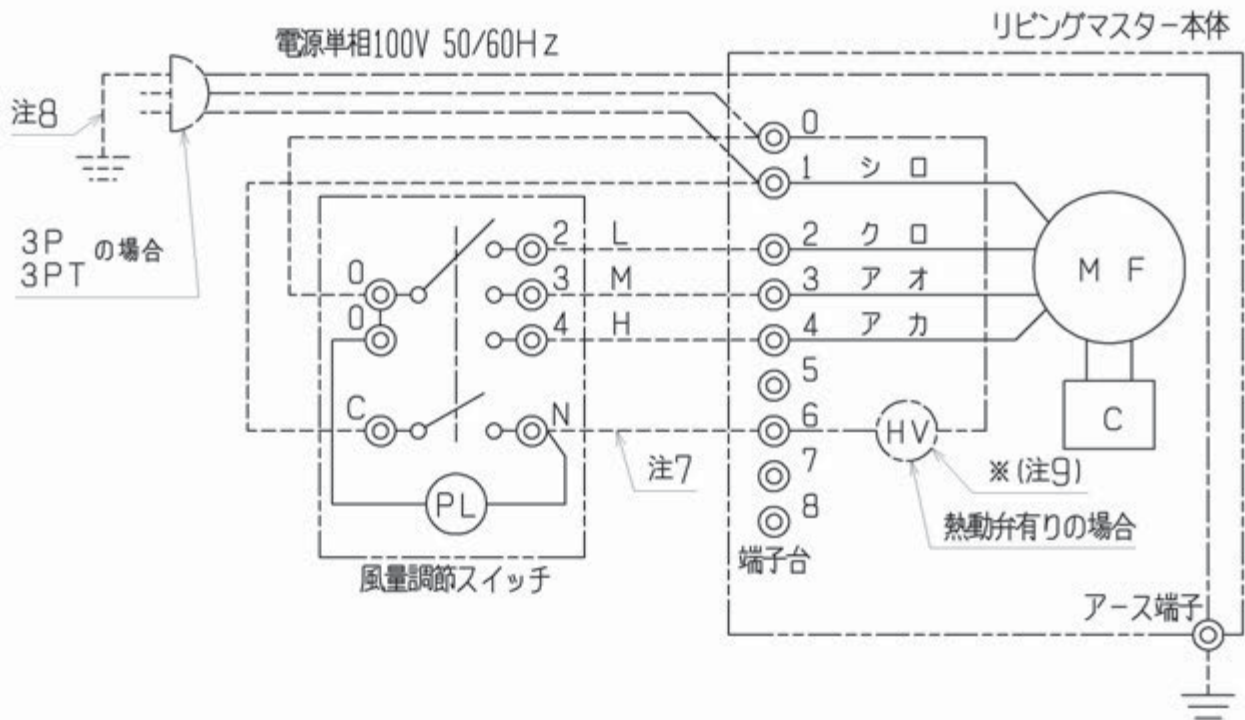 リビングマスター本体
電源単相100V 50/60Hz
注8
3P
3PT
の場合
0
1 シロ
2 L
2 クロ
0
3 M
3 アオ
MF
0
4 H
4 アカ
5
C
C
N
6
HV
注7
※(注9)
7
PL
8
熱動弁有りの場合
端子台
風量調節スイッチ
アース端子